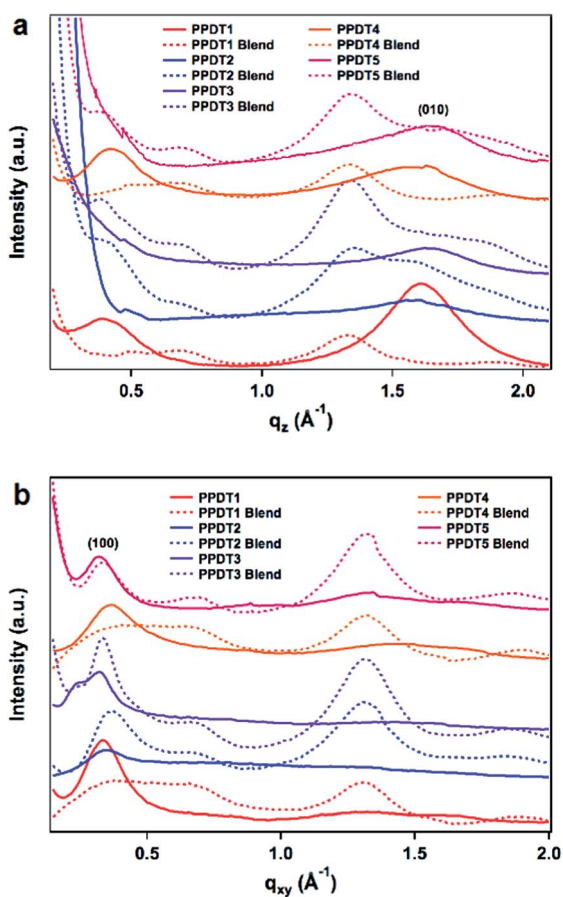 a
PPDT1
PPDT1 Blend
PPDT2
PPDT2 Blend
PPDT3
PPDT3 Blend
PPDT4
PPDT4 Blend
PPDT5
PPDT5 Blend
(010)
Intensity (a.u.)
0.5
1.0
1.5
2.0
qz (Å-1)
b
PPDT1
PPDT1 Blend
PPDT2
PPDT2 Blend
PPDT3
PPDT3 Blend
PPDT4
PPDT4 Blend
PPDT5
PPDT5 Blend
(100)
Intensity (a.u.)
0.5
1.0
1.5
2.0
qxy (Å-1)